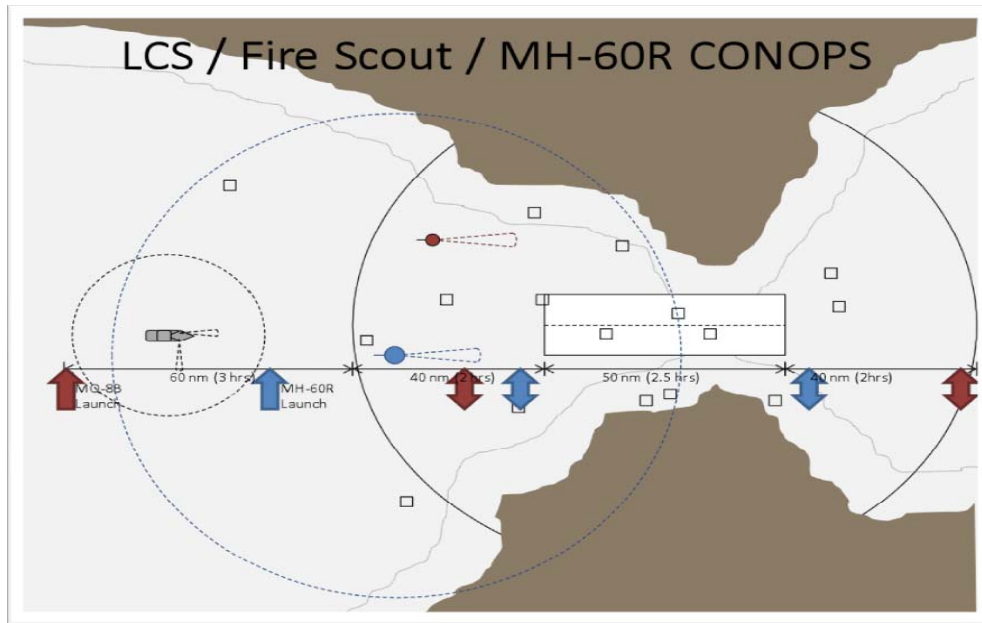 LCS / Fire Scout / MH-60R CONOPS
60 nm (3 hrs)
40 nm (2 hrs)
50 nm (2.5 hrs)
40 nm (2hrs)
MQ-8B
Launch
MH-60R
Launch